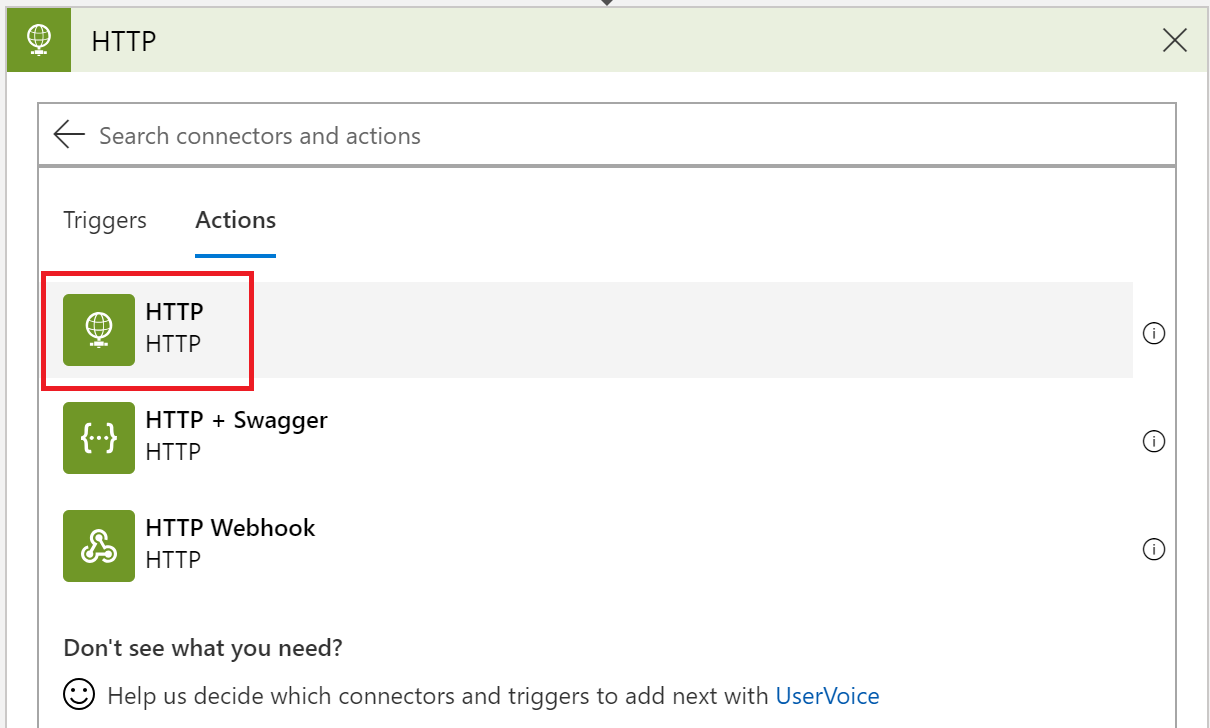 HTTP
Search connectors and actions
Triggers Actions
HTTP
HTTP
HTTP + Swagger
HTTP
HTTP Webhook
HTTP
Don't see what you need?
Help us decide which connectors and triggers to add next with UserVoice